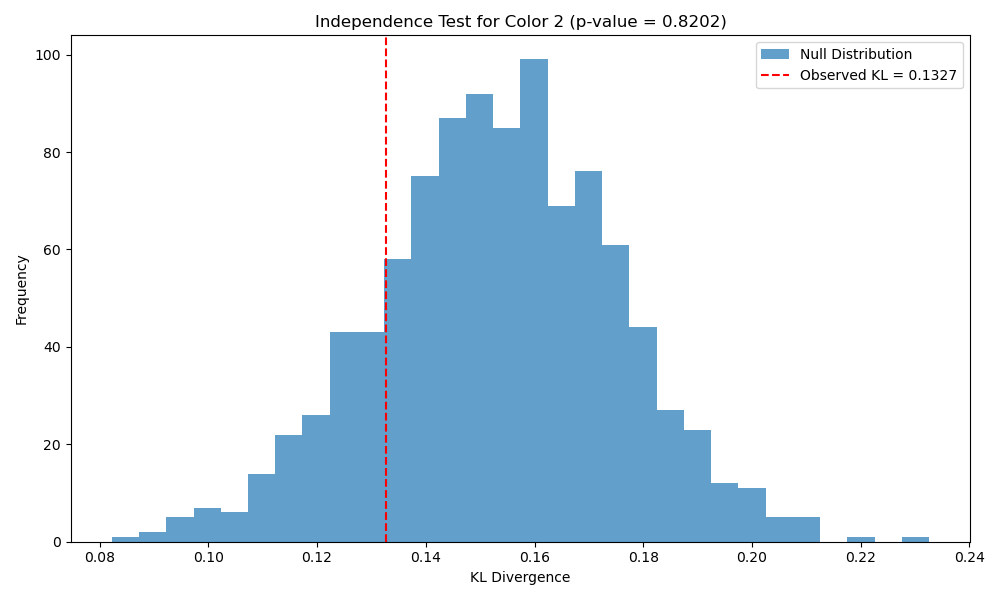 Independence Test for Color 2 (p-value = 0.8202)
Null Distribution
Observed KL = 0.1327
Frequency
100
80
60
40
20
0
0.08 0.10 0.12 0.14 0.16 0.18 0.20 0.22 0.24
KL Divergence